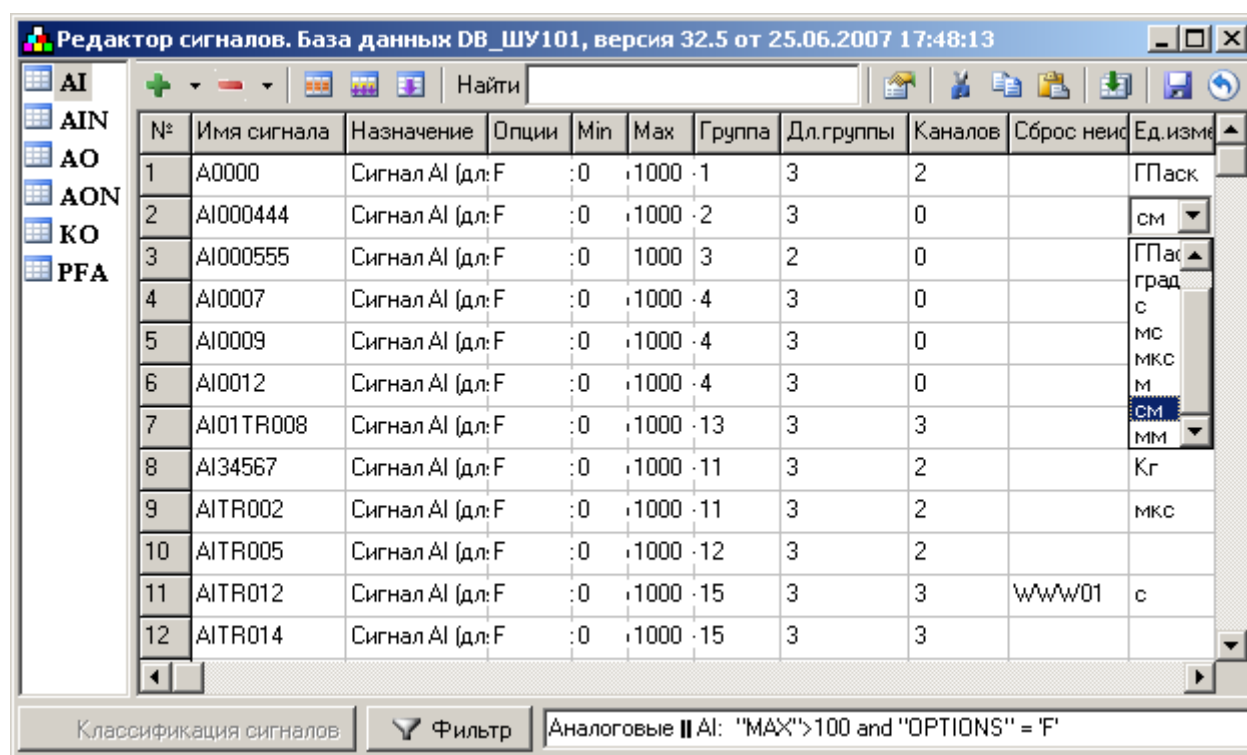 Редактор сигналов. База данных DB_ШУ101, версия 32.5 от 25.06.2007 17:48:13
AI
AIN
AO
AON
KO
PFA
Найти
№ Имя сигнала Назначение Опции Min Max Группа Дл.группы Каналов Сброс неис Ед.изме
1 A0000 Сигнал AI (дл: F :0 1000 1 3 2 ГПаск
2 AI000444 Сигнал AI (дл: F :0 1000 2 3 0 см
3 AI000555 Сигнал AI (дл: F :0 1000 3 2 0
4 AI0007 Сигнал AI (дл: F :0 1000 4 3 0
5 AI0009 Сигнал AI (дл: F :0 1000 4 3 0
6 AI0012 Сигнал AI (дл: F :0 1000 4 3 0
7 AI01TR008 Сигнал AI (дл: F :0 1000 13 3 3
8 AI34567 Сигнал AI (дл: F :0 1000 11 3 2 Кг
9 AITR002 Сигнал AI (дл: F :0 1000 11 3 2 мкс
10 AITR005 Сигнал AI (дл: F :0 1000 12 3 2
11 AITR012 Сигнал AI (дл: F :0 1000 15 3 3 WWW01 с
12 AITR014 Сигнал AI (дл: F :0 1000 15 3 3
ГПас
град
с
мс
мкс
м
см
мм
Классификация сигналов
Фильтр
Аналоговые || AI: "MAX">100 and "OPTIONS" = 'F'